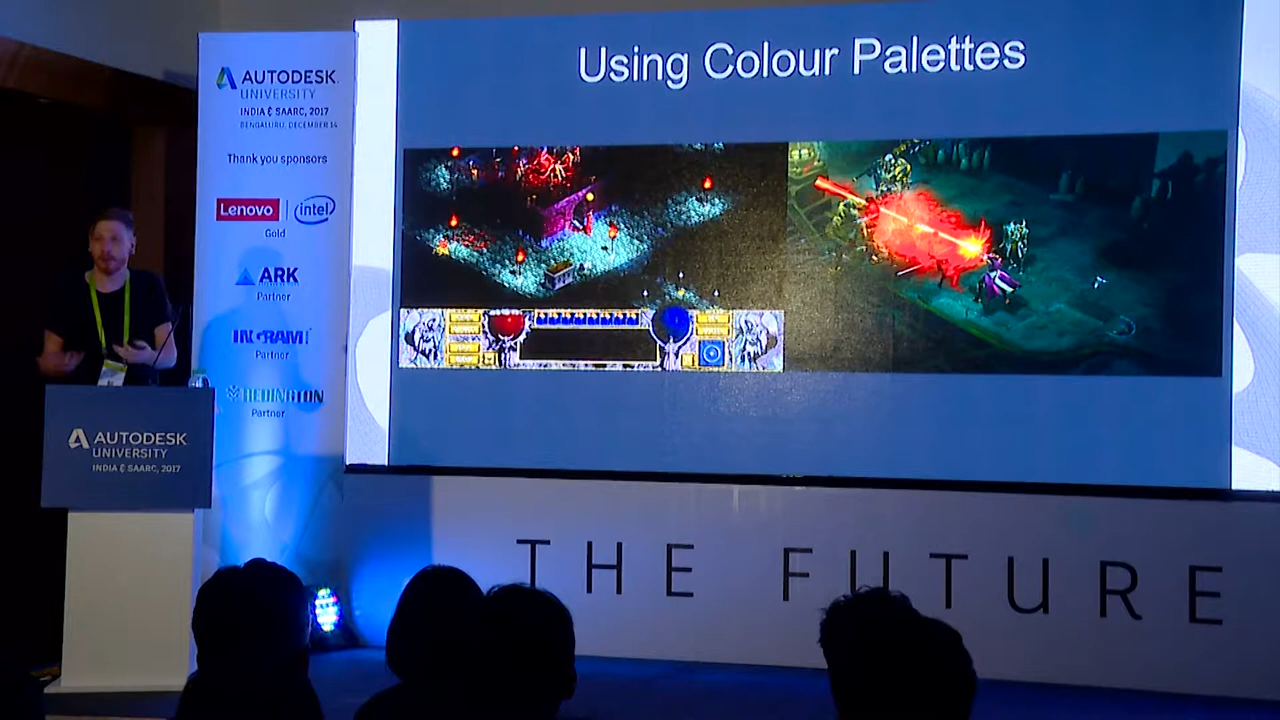 Using Colour Palettes
AUTODESK
UNIVERSITY
INDIA & SAARC, 2017
BENGALURU, DECEMBER 14
Thank you sponsors
Lenovo
intel
Gold
ARK
Partner
INGRAM
Partner
REDINGTON
Partner
AUTODESK
UNIVERSITY
INDIA & SAARC, 2017
THE FUTURE